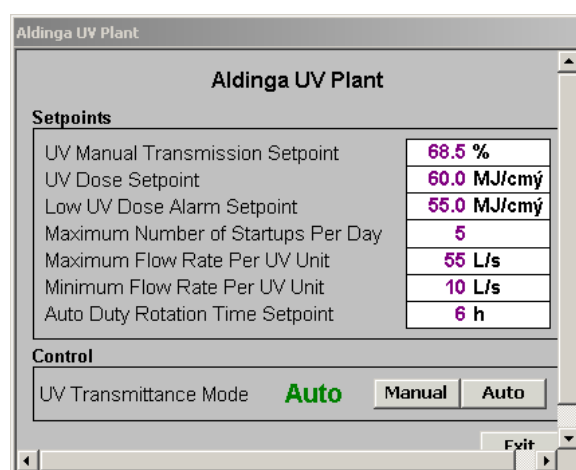 Aldinga UV Plant
Aldinga UV Plant
Setpoints
UV Manual Transmission Setpoint 68.5 %
UV Dose Setpoint 60.0 MJ/cmý
Low UV Dose Alarm Setpoint 55.0 MJ/cmý
Maximum Number of Startups Per Day 5
Maximum Flow Rate Per UV Unit 55 L/s
Minimum Flow Rate Per UV Unit 10 L/s
Auto Duty Rotation Time Setpoint 6 h
Control
UV Transmittance Mode Auto Manual Auto
Exit